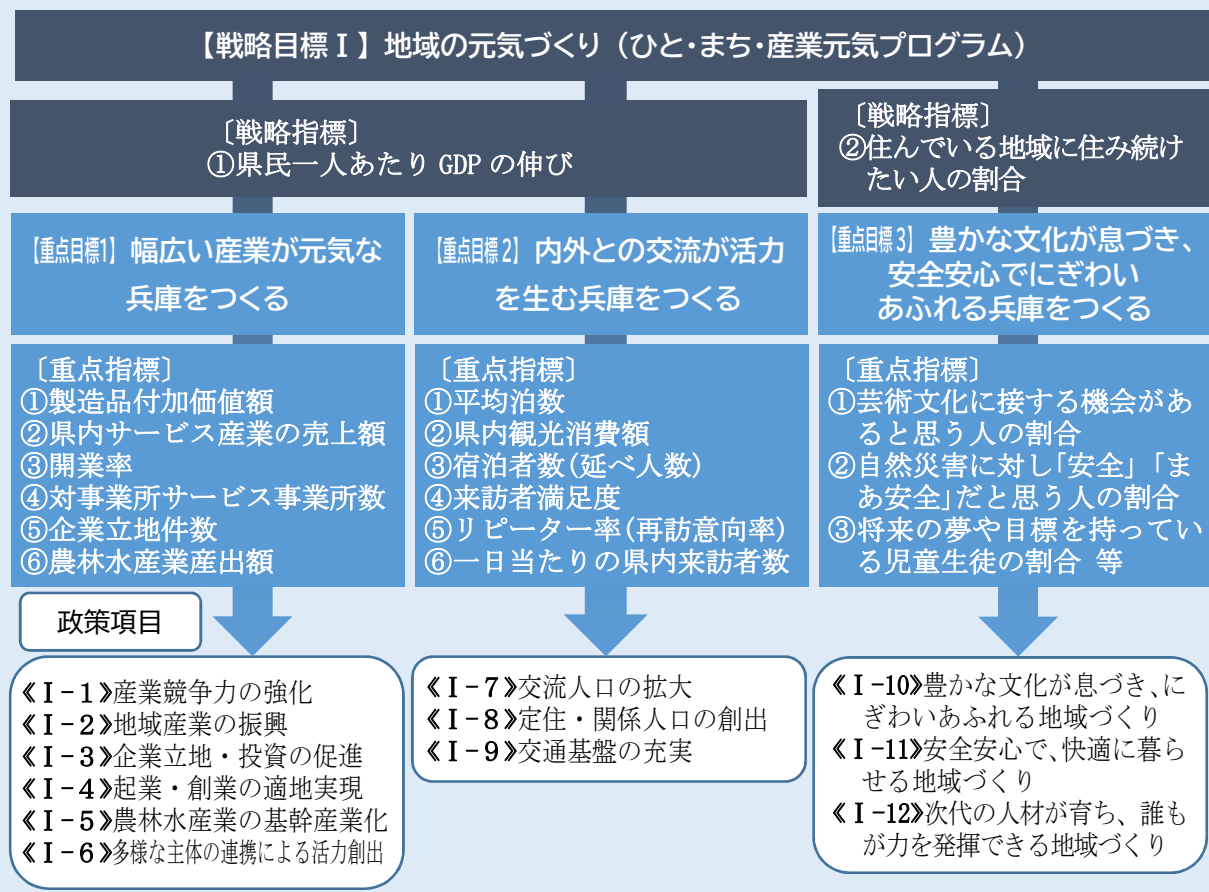 【戦略目標Ⅰ】地域の元気づくり（ひと・まち・産業元気プログラム）
〔戦略指標〕
①県民一人あたり GDP の伸び
〔戦略指標〕
②住んでいる地域に住み続け
たい人の割合
【重点目標1】幅広い産業が元気な
兵庫をつくる
【重点目標2】内外との交流が活力
を生む兵庫をつくる
【重点目標3】豊かな文化が息づき、
安全安心でにぎわい
あふれる兵庫をつくる
〔重点指標〕
①製造品付加価値額
②県内サービス産業の売上額
③開業率
④対事業所サービス事業所数
⑤企業立地件数
⑥農林水産業産出額
〔重点指標〕
①平均泊数
②県内観光消費額
③宿泊者数(延べ人数)
④来訪者満足度
⑤リピーター率(再訪意向率)
⑥一日当たりの県内来訪者数
〔重点指標〕
①芸術文化に接する機会があ
ると思う人の割合
②自然災害に対し「安全」「ま
あ安全」だと思う人の割合
③将来の夢や目標を持ってい
る児童生徒の割合 等
政策項目
《Ⅰ-1》産業競争力の強化
《Ⅰ-2》地域産業の振興
《Ⅰ-3》企業立地・投資の促進
《Ⅰ-4》起業・創業の適地実現
《Ⅰ-5》農林水産業の基幹産業化
《Ⅰ-6》多様な主体の連携による活力創出
《Ⅰ-7》交流人口の拡大
《Ⅰ-8》定住・関係人口の創出
《Ⅰ-9》交通基盤の充実
《Ⅰ-10》豊かな文化が息づき、に
ぎわいあふれる地域づくり
《Ⅰ-11》安全安心で、快適に暮ら
せる地域づくり
《Ⅰ-12》次代の人材が育ち、誰も
が力を発揮できる地域づくり